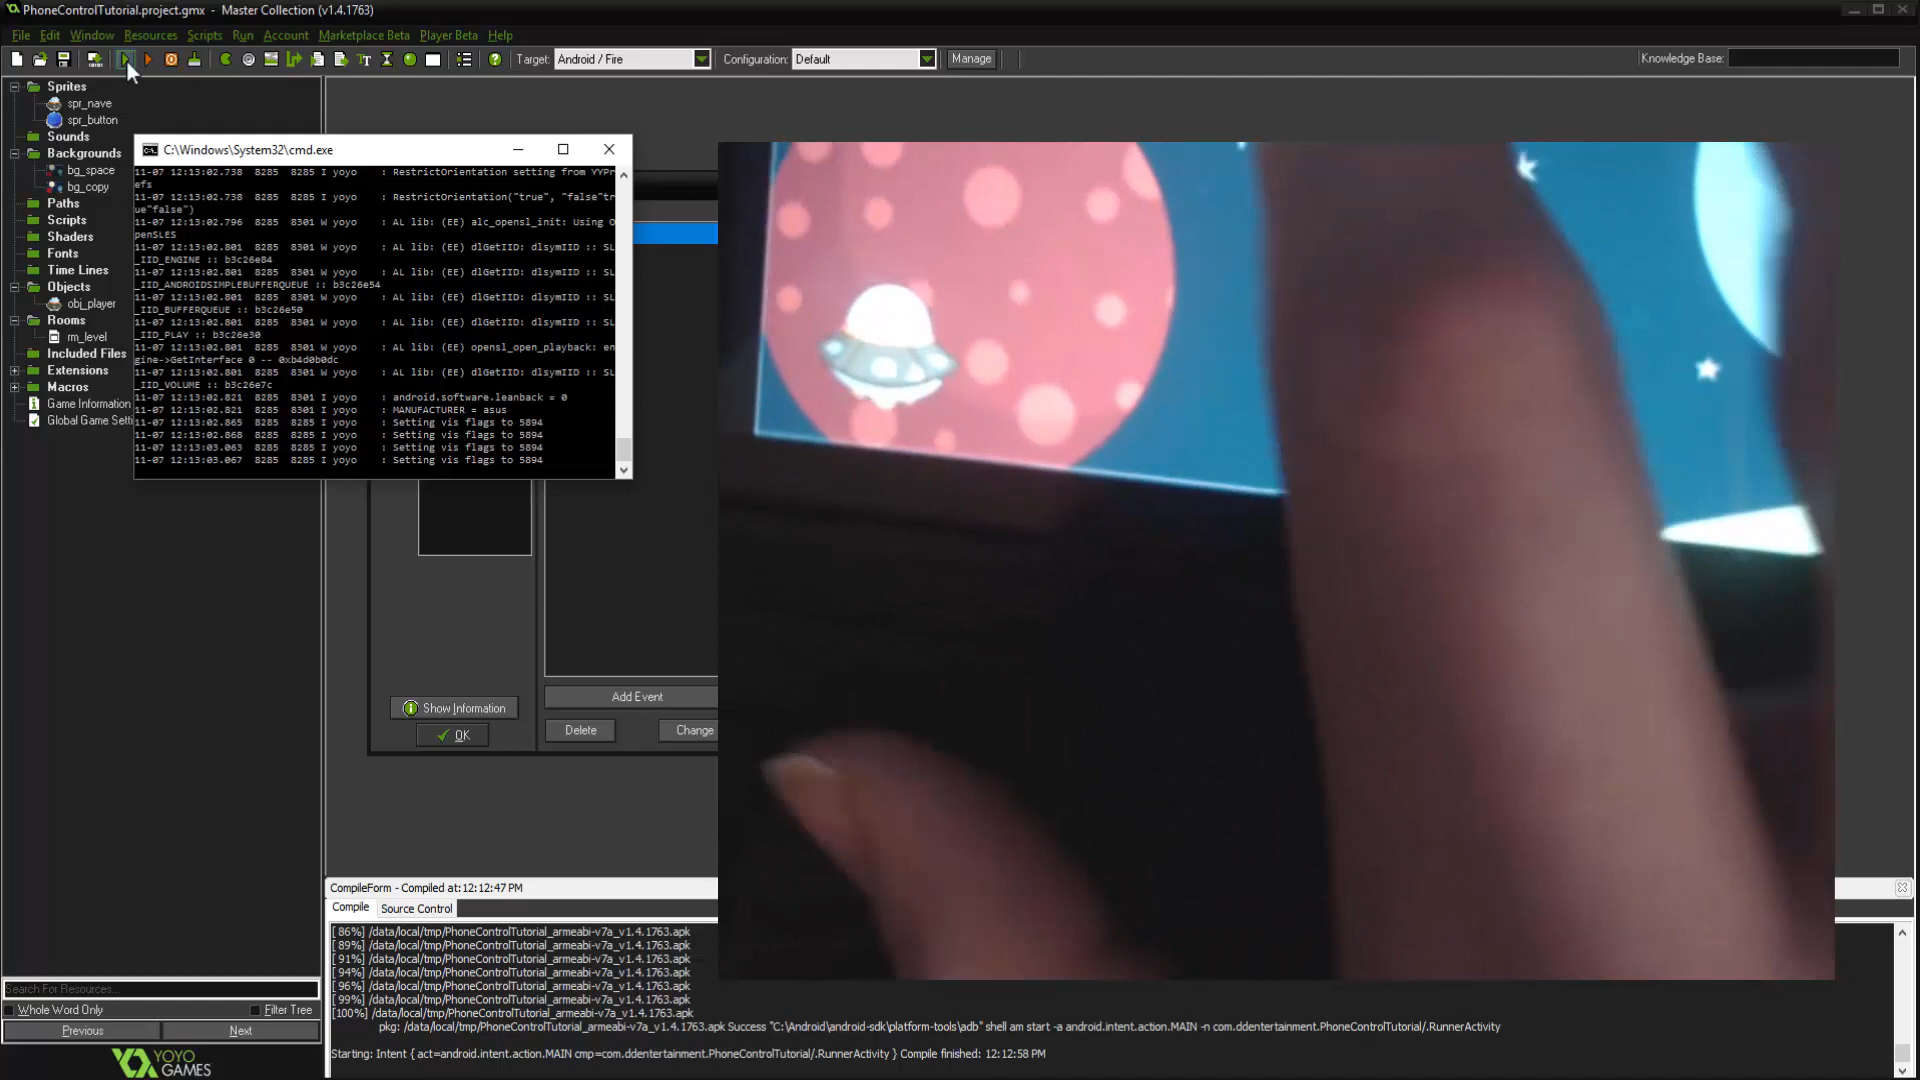 PhoneControlTutorial.project.gmx - Master Collection (v1.4.1763)
File Edit Window Resources Scripts Run Account Marketplace Beta Player Beta Help
Target: Android / Fire Configuration: Default Manage Knowledge Base:
Sprites
spr_nave
spr_button
Sounds
Backgrounds
bg_space
bg_copy
Paths
Scripts
Shaders
Fonts
Time Lines
Objects
obj_player
Rooms
rm_level
Included Files
Extensions
Macros
Game Information
Global Game Setti
C:\Windows\System32\cmd.exe
11-07 12:13:02.738 8285 8285 I yoyo : RestrictOrientation setting from YYPr
efs
11-07 12:13:02.738 8285 8285 I yoyo : RestrictOrientation("true", "false"tr
ue"false")
11-07 12:13:02.796 8285 8301 W yoyo : AL lib: (EE) alc_opensl_init: Using O
penSLES
11-07 12:13:02.801 8285 8301 W yoyo : AL lib: (EE) dlGetIID: dlsymIID :: SL
_IID_ENGINE :: b3c26e84
11-07 12:13:02.801 8285 8301 W yoyo : AL lib: (EE) dlGetIID: dlsymIID :: SL
_IID_ANDROIDSIMPLEBUFFERQUEUE :: b3c26e54
11-07 12:13:02.801 8285 8301 W yoyo : AL lib: (EE) dlGetIID: dlsymIID :: SL
_IID_BUFFERQUEUE :: b3c26e50
11-07 12:13:02.801 8285 8301 W yoyo : AL lib: (EE) dlGetIID: dlsymIID :: SL
_IID_PLAY :: b3c26e30
11-07 12:13:02.801 8285 8301 W yoyo : AL lib: (EE) opensl_open_playback: en
gine->GetInterface 0 -- 0xb4d0b0dc
11-07 12:13:02.801 8285 8301 W yoyo : AL lib: (EE) dlGetIID: dlsymIID :: SL
_IID_VOLUME :: b3c26e7c
11-07 12:13:02.821 8285 8301 I yoyo : android.software.leanback = 0
11-07 12:13:02.821 8285 8301 I yoyo : MANUFACTURER = asus
11-07 12:13:02.865 8285 8285 I yoyo : Setting vis flags to 5894
11-07 12:13:02.868 8285 8285 I yoyo : Setting vis flags to 5894
11-07 12:13:03.063 8285 8285 I yoyo : Setting vis flags to 5894
11-07 12:13:03.067 8285 8285 I yoyo : Setting vis flags to 5894
Add Event
Show Information
Delete Change
OK
CompileForm - Compiled at: 12:12:47 PM
Compile Source Control
[ 86%] /data/local/tmp/PhoneControlTutorial_armeabi-v7a_v1.4.1763.apk
[ 89%] /data/local/tmp/PhoneControlTutorial_armeabi-v7a_v1.4.1763.apk
[ 91%] /data/local/tmp/PhoneControlTutorial_armeabi-v7a_v1.4.1763.apk
[ 94%] /data/local/tmp/PhoneControlTutorial_armeabi-v7a_v1.4.1763.apk
[ 96%] /data/local/tmp/PhoneControlTutorial_armeabi-v7a_v1.4.1763.apk
[ 99%] /data/local/tmp/PhoneControlTutorial_armeabi-v7a_v1.4.1763.apk
[100%] /data/local/tmp/PhoneControlTutorial_armeabi-v7a_v1.4.1763.apk
pkg: /data/local/tmp/PhoneControlTutorial_armeabi-v7a_v1.4.1763.apk Success "C:\Android\android-sdk\platform-tools\adb" shell am start -a android.intent.action.MAIN -n com.ddentertainment.PhoneControlTutorial/.RunnerActivity
Starting: Intent { act=android.intent.action.MAIN cmp=com.ddentertainment.PhoneControlTutorial/.RunnerActivity } Compile finished: 12:12:58 PM
Search For Resources...
Whole Word Only Filter Tree
Previous Next
YOYO
GAMES